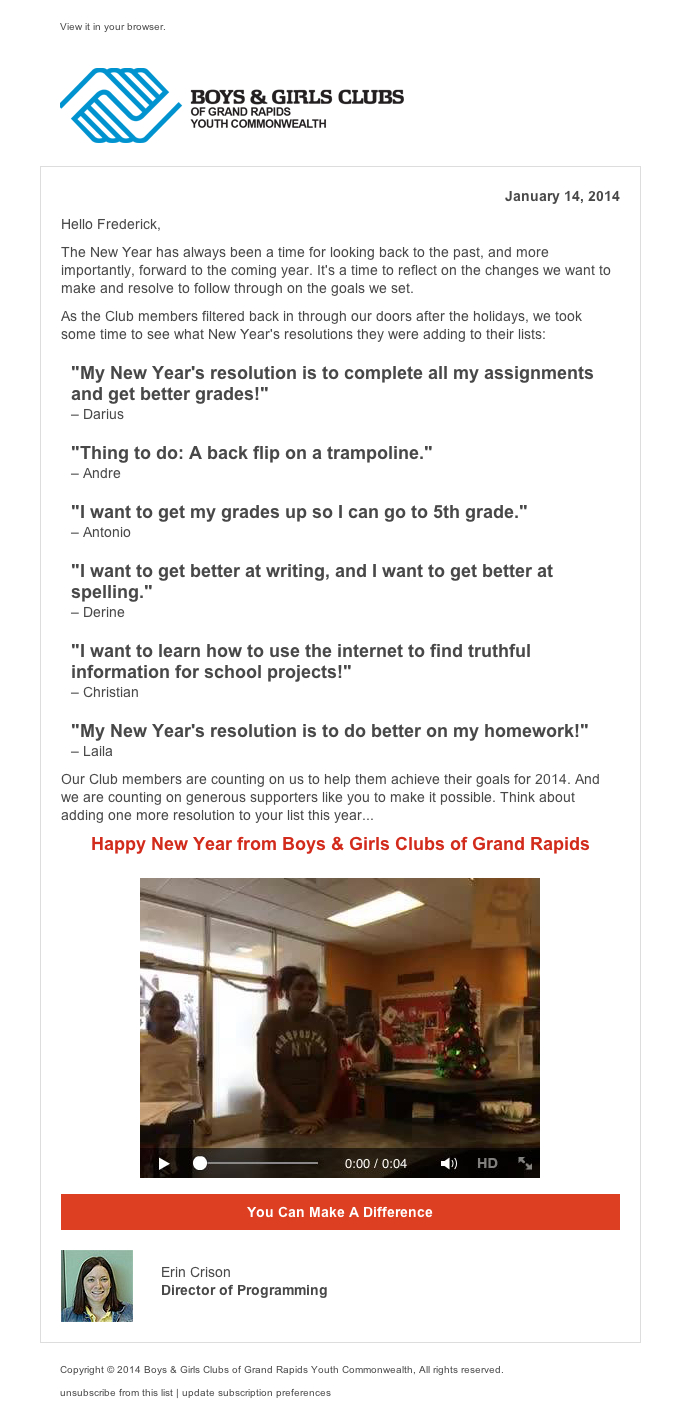 View it in your browser.
BOYS & GIRLS CLUBS
OF GRAND RAPIDS
YOUTH COMMONWEALTH
January 14, 2014
Hello Frederick,
The New Year has always been a time for looking back to the past, and more
importantly, forward to the coming year. It's a time to reflect on the changes we want to
make and resolve to follow through on the goals we set.
As the Club members filtered back in through our doors after the holidays, we took
some time to see what New Year's resolutions they were adding to their lists:
"My New Year's resolution is to complete all my assignments
and get better grades!"
– Darius
"Thing to do: A back flip on a trampoline."
– Andre
"I want to get my grades up so I can go to 5th grade."
– Antonio
"I want to get better at writing, and I want to get better at
spelling."
– Derine
"I want to learn how to use the internet to find truthful
information for school projects!"
– Christian
"My New Year's resolution is to do better on my homework!"
– Laila
Our Club members are counting on us to help them achieve their goals for 2014. And
we are counting on generous supporters like you to make it possible. Think about
adding one more resolution to your list this year...
Happy New Year from Boys & Girls Clubs of Grand Rapids
AEROPOSTALE
NY
0:00 / 0:04 HD
You Can Make A Difference
Erin Crison
Director of Programming
Copyright © 2014 Boys & Girls Clubs of Grand Rapids Youth Commonwealth, All rights reserved.
unsubscribe from this list | update subscription preferences